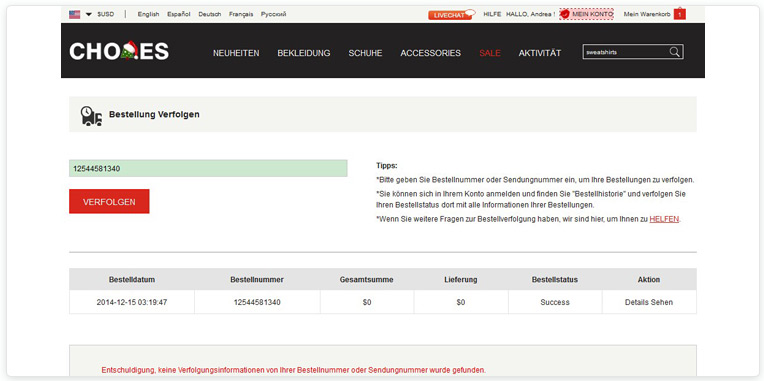 $USD | English Español Deutsch Français Русский LIVECHAT HILFE HALLO, Andrea ! MEIN KONTO Mein Warenkorb 1
CHOIES NEUHEITEN BEKLEIDUNG SCHUHE ACCESSORIES SALE AKTIVITÄT sweatshirts
Bestellung Verfolgen
12544581340
VERFOLGEN
Tipps:
*Bitte geben Sie Bestellnummer oder Sendungnummer ein, um Ihre Bestellungen zu verfolgen.
*Sie können sich in Ihrem Konto anmelden und finden Sie "Bestellhistorie" und verfolgen Sie
Ihren Bestellstatus dort mit alle Informationen Ihrer Bestellungen.
*Wenn Sie weitere Fragen zur Bestellverfolgung haben, wir sind hier, um Ihnen zu HELFEN.
Bestelldatum Bestellnummer Gesamtsumme Lieferung Bestellstatus Aktion
2014-12-15 03:19:47 12544581340 $0 $0 Success Details Sehen
Entschuldigung, keine Verfolgungsinformationen von Ihrer Bestellnummer oder Sendungnummer wurde gefunden.